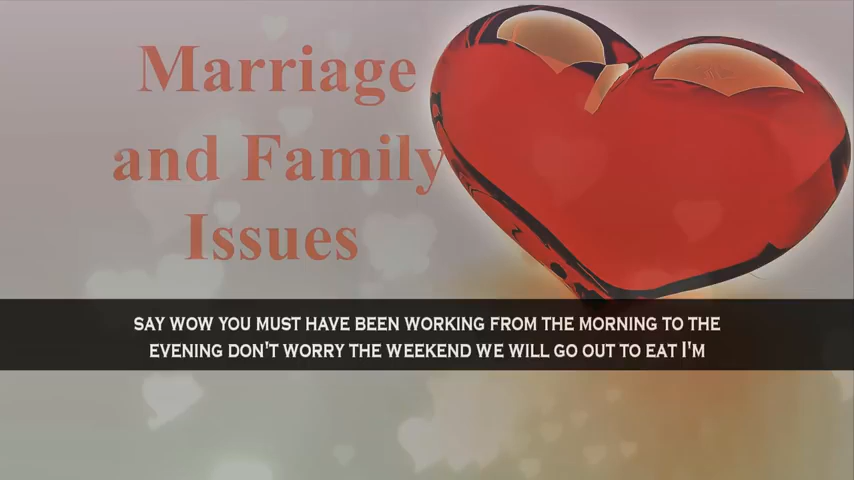 Marriage
and Family
Issues
SAY WOW YOU MUST HAVE BEEN WORKING FROM THE MORNING TO THE
EVENING DON'T WORRY THE WEEKEND WE WILL GO OUT TO EAT I'M